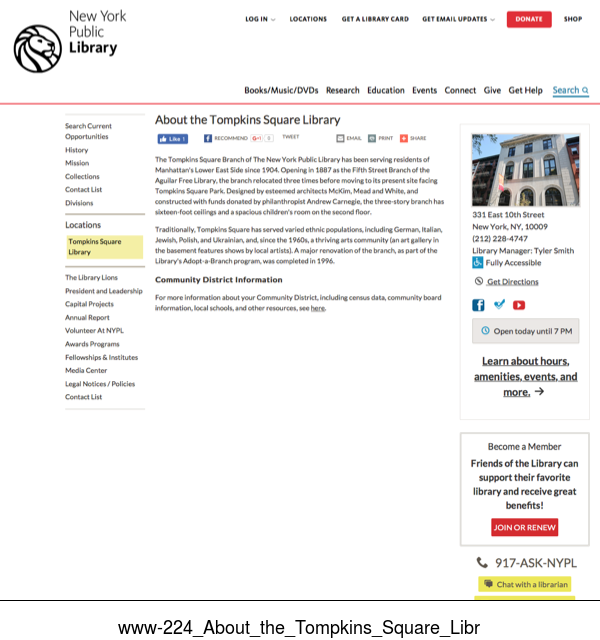 New York
Public
Library
LOG IN
LOCATIONS
GET A LIBRARY CARD
GET EMAIL UPDATES
DONATE
SHOP
Books/Music/DVDs
Research
Education
Events
Connect
Give
Get Help
Search
Search Current
Opportunities
History
Mission
Collections
Contact List
Divisions
Locations
Tompkins Square
Library
The Library Lions
President and Leadership
Capital Projects
Annual Report
Volunteer At NYPL
Awards Programs
Fellowships & Institutes
Media Center
Legal Notices / Policies
Contact List
About the Tompkins Square Library
Like 1
RECOMMEND
G+1
TWEET
EMAIL
PRINT
SHARE
The Tompkins Square Branch of The New York Public Library has been serving residents of
Manhattan's Lower East Side since 1904. Opening in 1887 as the Fifth Street Branch of the
Aguilar Free Library, the branch relocated three times before moving to its present site facing
Tompkins Square Park. Designed by esteemed architects McKim, Mead and White, and
constructed with funds donated by philanthropist Andrew Carnegie, the three-story branch has
sixteen-foot ceilings and a spacious children's room on the second floor.
Traditionally, Tompkins Square has served varied ethnic populations, including German, Italian,
Jewish, Polish, and Ukrainian, and, since the 1960s, a thriving arts community (an art gallery in
the basement features shows by local artists). A major renovation of the branch, as part of the
Library's Adopt-a-Branch program, was completed in 1996.
Community District Information
For more information about your Community District, including census data, community board
information, local schools, and other resources, see here.
331 East 10th Street
New York, NY, 10009
(212) 228-4747
Library Manager: Tyler Smith
Fully Accessible
Get Directions
Open today until 7 PM
Learn about hours,
amenities, events, and
more. →
Become a Member
Friends of the Library can
support their favorite
library and receive great
benefits!
JOIN OR RENEW
917-ASK-NYPL
Chat with a librarian
www-224_About_the_Tompkins_Square_Libr